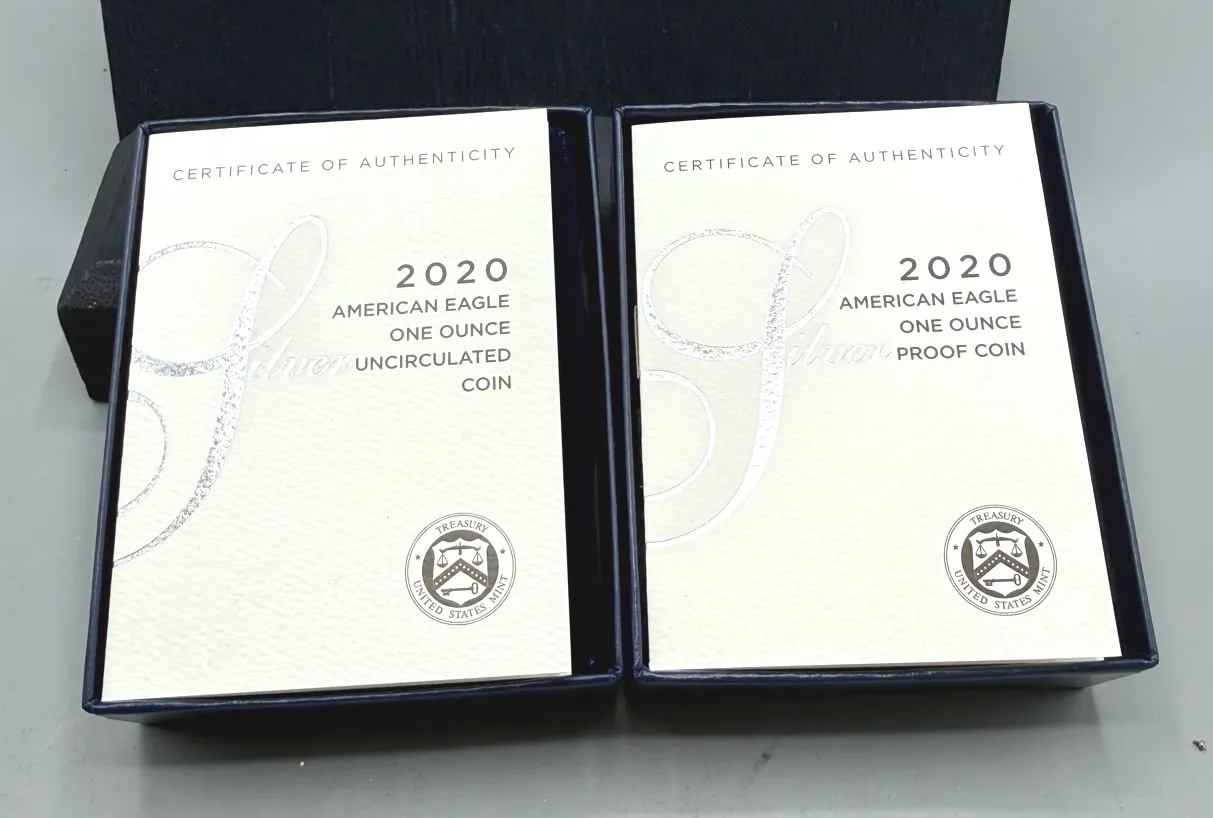 CERTIFICATE OF AUTHENTICITY
2020
AMERICAN EAGLE
ONE OUNCE
Silver UNCIRCULATED
COIN
TREASURY
UNITED STATES MINT
CERTIFICATE OF AUTHENTICITY
2020
AMERICAN EAGLE
ONE OUNCE
Silver PROOF COIN
TREASURY
UNITED STATES MINT